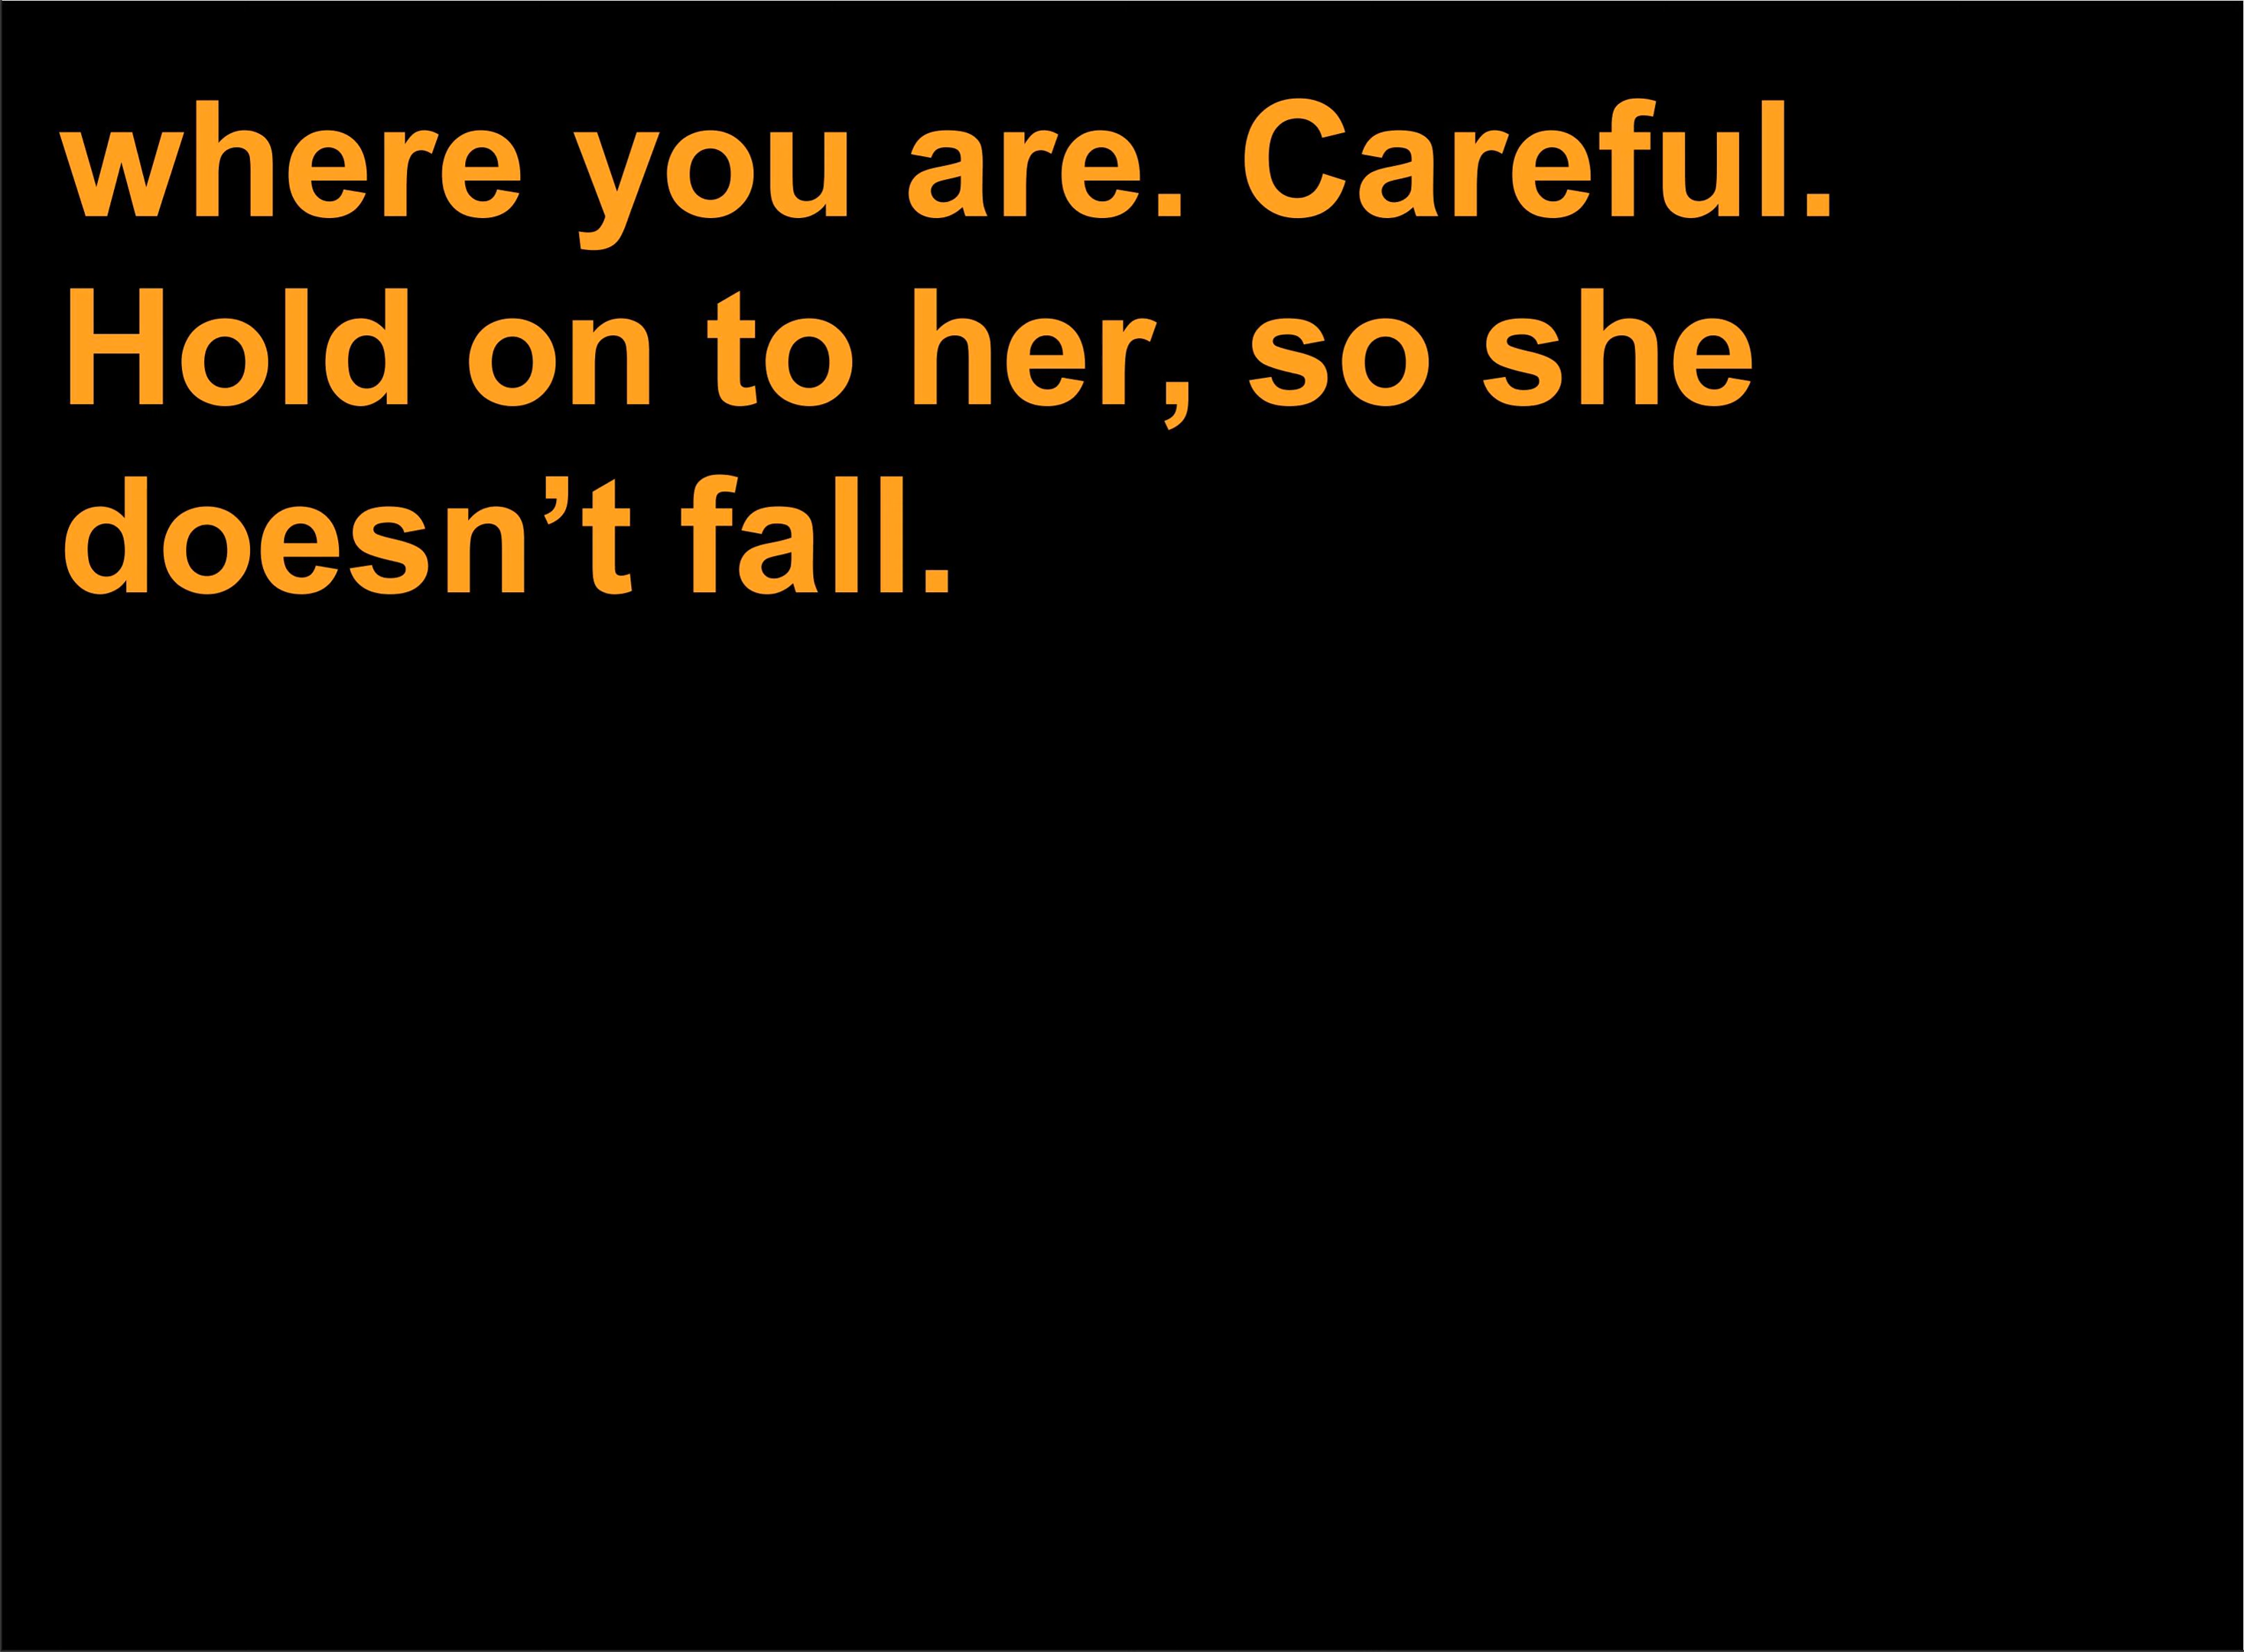 where you are. Careful.
Hold on to her, so she
doesn’t fall.